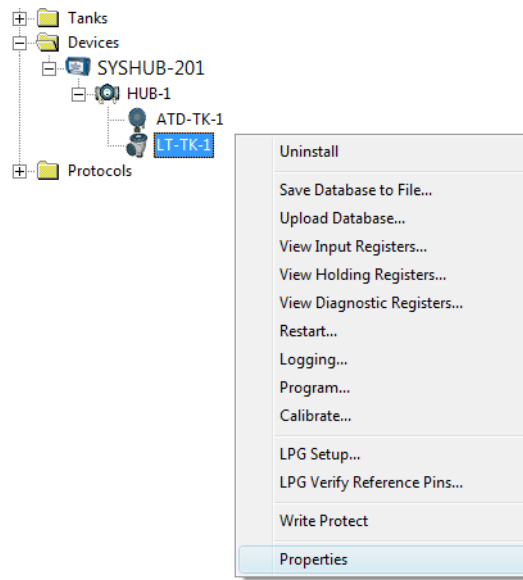 Tanks
Devices
SYSHUB-201
HUB-1
ATD-TK-1
LT-TK-1
Protocols
Uninstall
Save Database to File...
Upload Database...
View Input Registers...
View Holding Registers...
View Diagnostic Registers...
Restart...
Logging...
Program...
Calibrate...
LPG Setup...
LPG Verify Reference Pins...
Write Protect
Properties